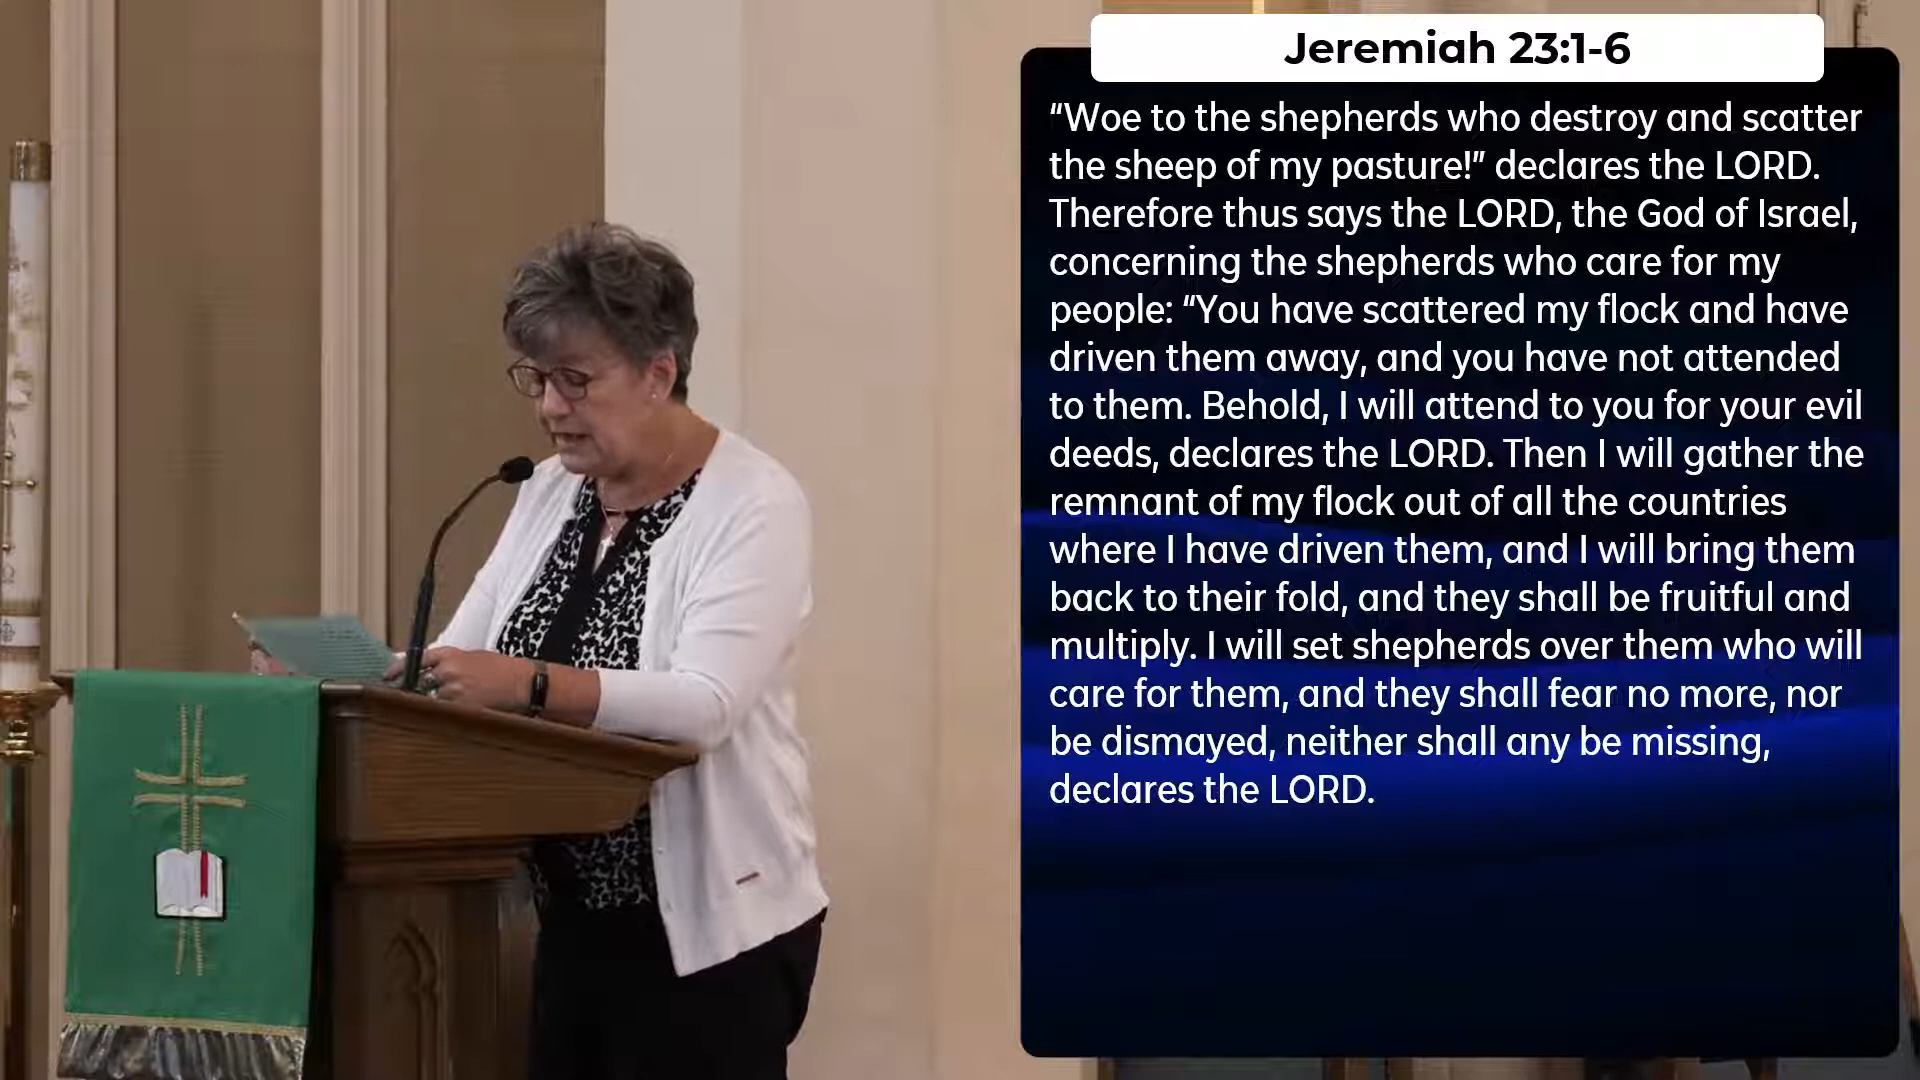 Jeremiah 23:1-6
“Woe to the shepherds who destroy and scatter
the sheep of my pasture!” declares the LORD.
Therefore thus says the LORD, the God of Israel,
concerning the shepherds who care for my
people: “You have scattered my flock and have
driven them away, and you have not attended
to them. Behold, I will attend to you for your evil
deeds, declares the LORD. Then I will gather the
remnant of my flock out of all the countries
where I have driven them, and I will bring them
back to their fold, and they shall be fruitful and
multiply. I will set shepherds over them who will
care for them, and they shall fear no more, nor
be dismayed, neither shall any be missing,
declares the LORD.